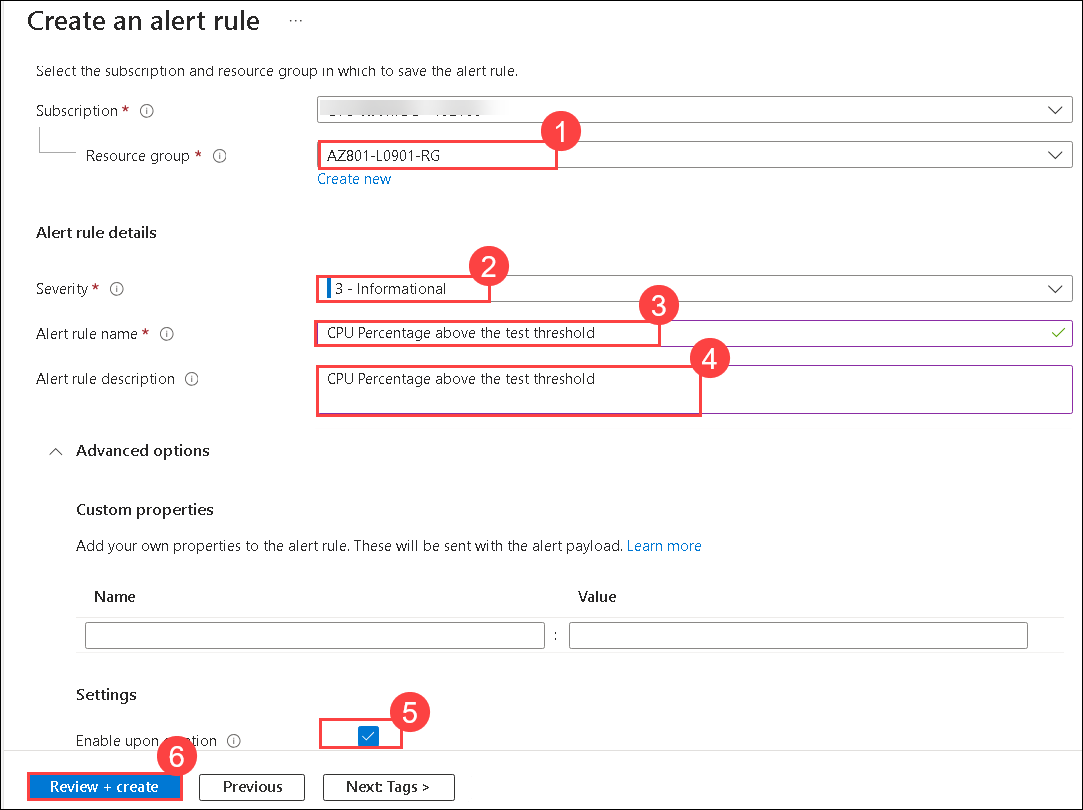 Create an alert rule ...
Select the subscription and resource group in which to save the alert rule.
Subscription *
1
Resource group * AZ801-L0901-RG
Create new
Alert rule details
2
Severity * 3 - Informational
3
Alert rule name * CPU Percentage above the test threshold
4
Alert rule description CPU Percentage above the test threshold
Advanced options
Custom properties
Add your own properties to the alert rule. These will be sent with the alert payload. Learn more
Name Value
:
Settings
5
Enable upon
6
Review + create Previous Next: Tags >